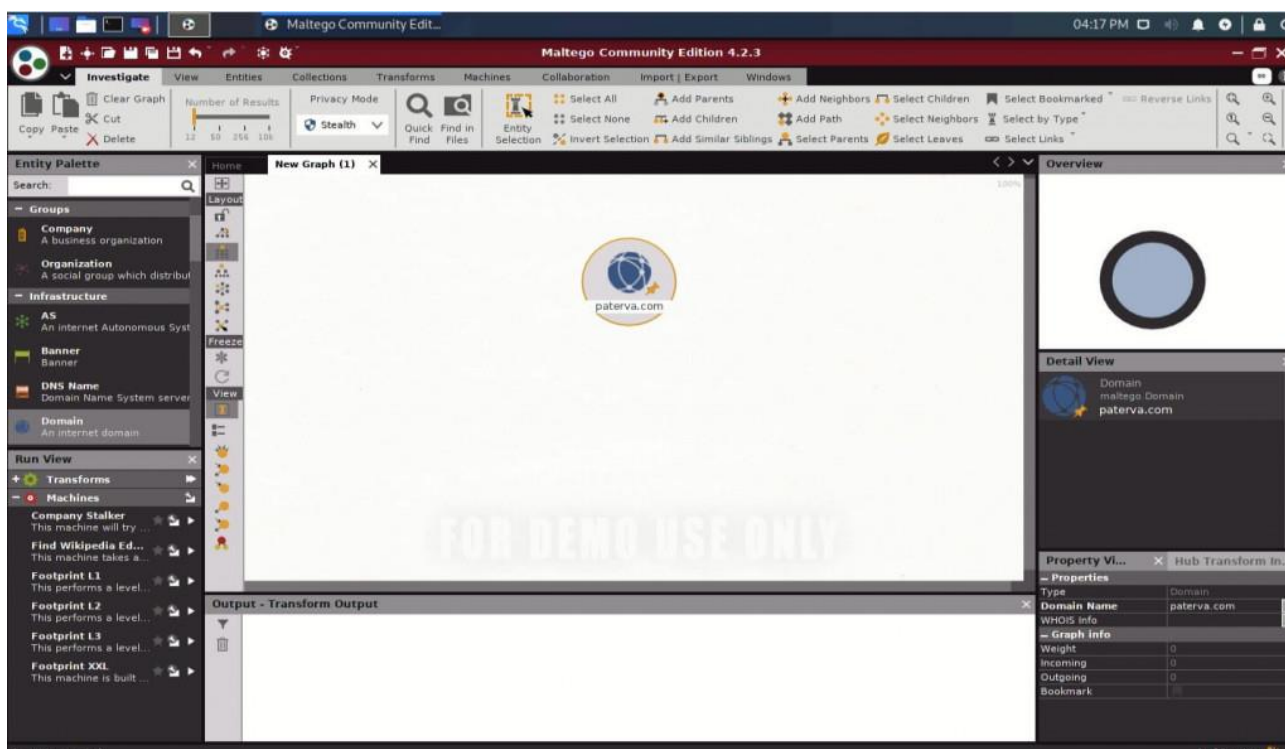 Maltego Community Edit...
04:17 PM
Maltego Community Edition 4.2.3
Investigate View Entities Collections Transforms Machines Collaboration Import | Export Windows
Clear Graph Number of Results Privacy Mode Select All Add Parents Add Neighbors Select Children Select Bookmarked Reverse Links
Copy Paste Cut Stealth Quick Find Find in Files Entity Selection Select None Add Children Add Path Select Neighbors Select by Type
Delete 12 50 256 Invert Selection Add Similar Siblings Select Parents Select Leaves Select Links
Entity Palette
Home New Graph (1)
Overview
Search:
100%
Groups
Company
A business organization
Organization
A social group which distribu
Infrastructure
AS
An internet Autonomous Syst
Banner
Banner
DNS Name
Domain Name System server
Domain
An internet domain
Layout
Freeze
View
paterva.com
FOR DEMO USE ONLY
Detail View
Domain
maltego.Domain
paterva.com
Run View
Transforms
Machines
Company Stalker
This machine will try ...
Find Wikipedia Ed...
This machine takes a...
Footprint L1
This performs a level...
Footprint L2
This performs a level...
Footprint L3
This performs a level...
Footprint XXL
This machine is built ...
Output - Transform Output
Property Vi... Hub Transform In..
Properties
Type Domain
Domain Name paterva.com
WHOIS Info
Graph info
Weight 0
Incoming 0
Outgoing 0
Bookmark